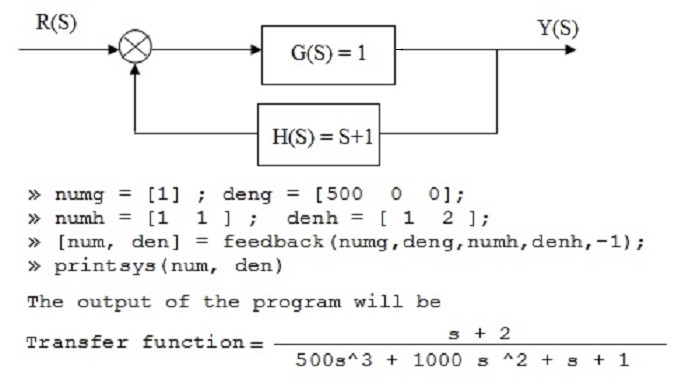 R(S)
Y(S)
G(S) = 1
H(S) = S+1
» numg = [1] ; deng = [500 0 0];
» numh = [1 1 ] ; denh = [ 1 2 ];
» [num, den] = feedback(numg,deng,numh,denh,-1);
» printsys(num, den)
The output of the program will be
s + 2
Transfer function=
500s^3 + 1000 s ^2 + s + 1